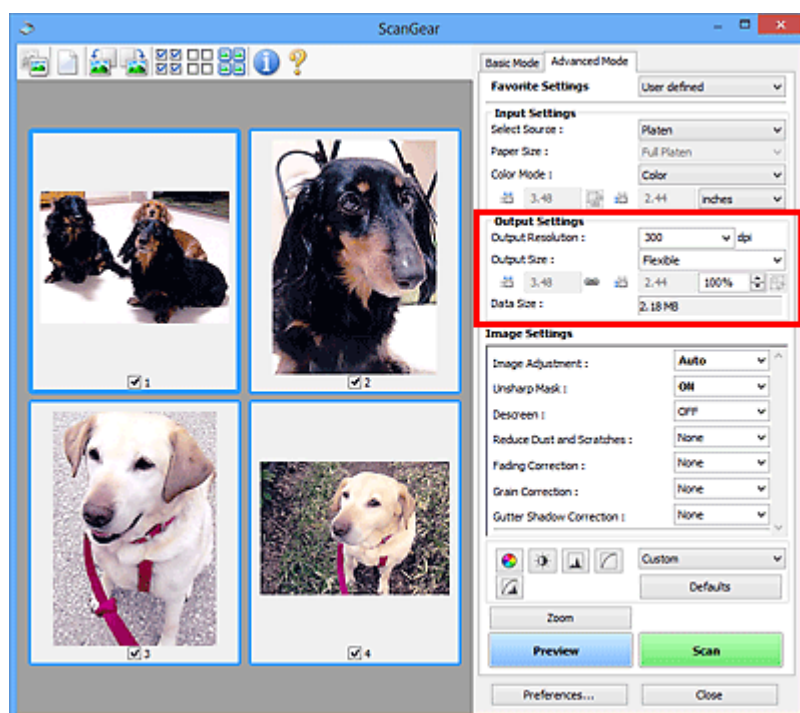 ScanGear
Basic Mode Advanced Mode
Favorite Settings User defined
Input Settings
Select Source : Platen
Paper Size : Full Platen
Color Mode : Color
3.48 2.44 inches
Output Settings
Output Resolution : 300 dpi
Output Size : Flexible
3.48 2.44 100%
Data Size : 2.18 MB
Image Settings
Image Adjustment : Auto
Unsharp Mask : ON
Descreen : OFF
Reduce Dust and Scratches : None
Fading Correction : None
Grain Correction : None
Gutter Shadow Correction : None
Custom
Defaults
Zoom
Preview Scan
Preferences... Close
1
2
3
4